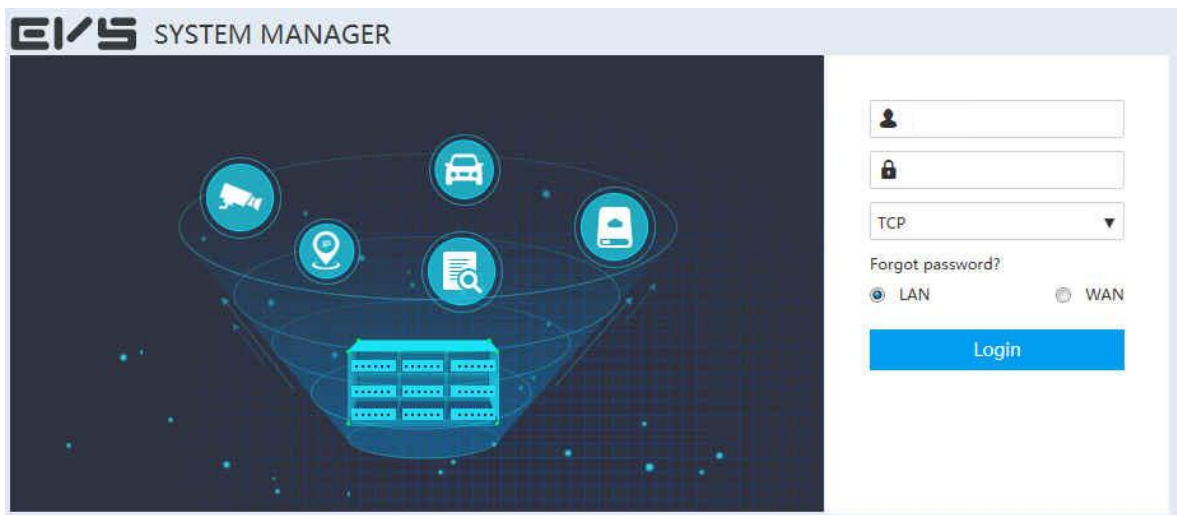 EVS SYSTEM MANAGER
TCP
Forgot password?
LAN WAN
Login